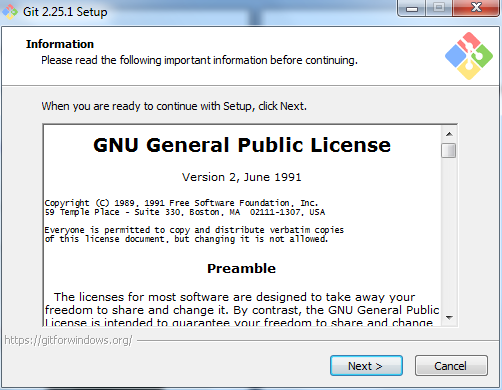 Git 2.25.1 Setup
Information
Please read the following important information before continuing.
When you are ready to continue with Setup, click Next.
GNU General Public License
Version 2, June 1991
Copyright (C) 1989, 1991 Free Software Foundation, Inc.
59 Temple Place - Suite 330, Boston, MA  02111-1307, USA
Everyone is permitted to copy and distribute verbatim copies
of this license document, but changing it is not allowed.
Preamble
The licenses for most software are designed to take away your
freedom to share and change it. By contrast, the GNU General Public
License is intended to guarantee your freedom to share and change
https://gitforwindows.org/
Next >
Cancel